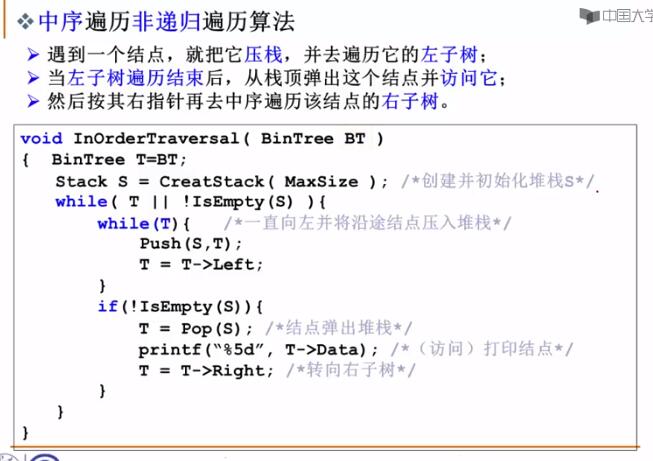 中国大学
❖中序遍历非递归遍历算法
➢ 遇到一个结点，就把它压栈，并去遍历它的左子树；
➢ 当左子树遍历结束后，从栈顶弹出这个结点并访问它；
➢ 然后按其右指针再去中序遍历该结点的右子树。
void InOrderTraversal( BinTree BT )
{ BinTree T=BT;
Stack S = CreatStack( MaxSize ); /*创建并初始化堆栈S*/
while( T || !IsEmpty(S) ){
while(T){ /*一直向左并将沿途结点压入堆栈*/
Push(S,T);
T = T->Left;
}
if(!IsEmpty(S)){
T = Pop(S); /*结点弹出堆栈*/
printf(“%5d”, T->Data); /*（访问）打印结点*/
T = T->Right; /*转向右子树*/
}
}
}